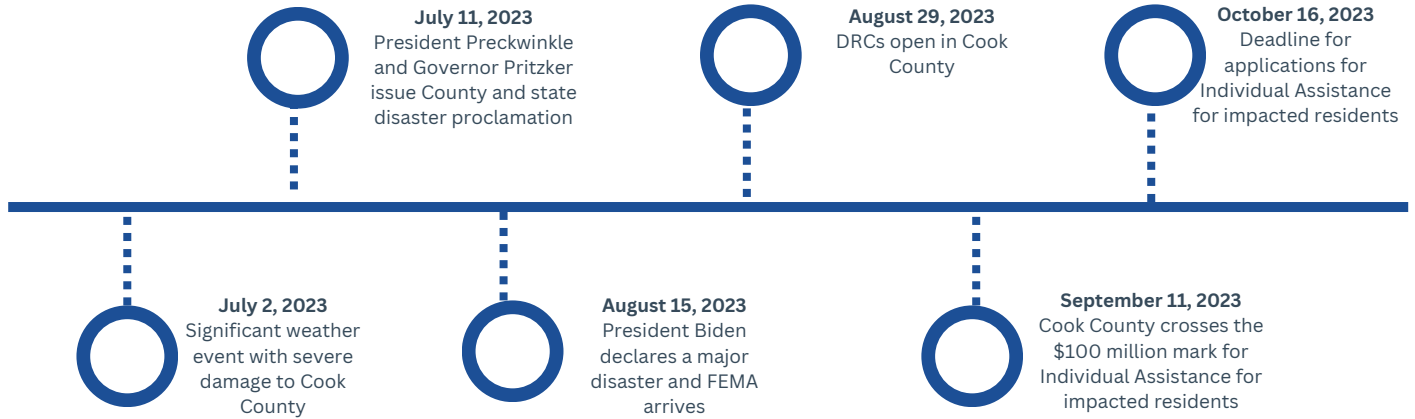 July 11, 2023
President Preckwinkle
and Governor Pritzker
issue County and state
disaster proclamation
August 29, 2023
DRCs open in Cook
County
October 16, 2023
Deadline for
applications for
Individual Assistance
for impacted residents
July 2, 2023
Significant weather
event with severe
damage to Cook
County
August 15, 2023
President Biden
declares a major
disaster and FEMA
arrives
September 11, 2023
Cook County crosses the
$100 million mark for
Individual Assistance for
impacted residents